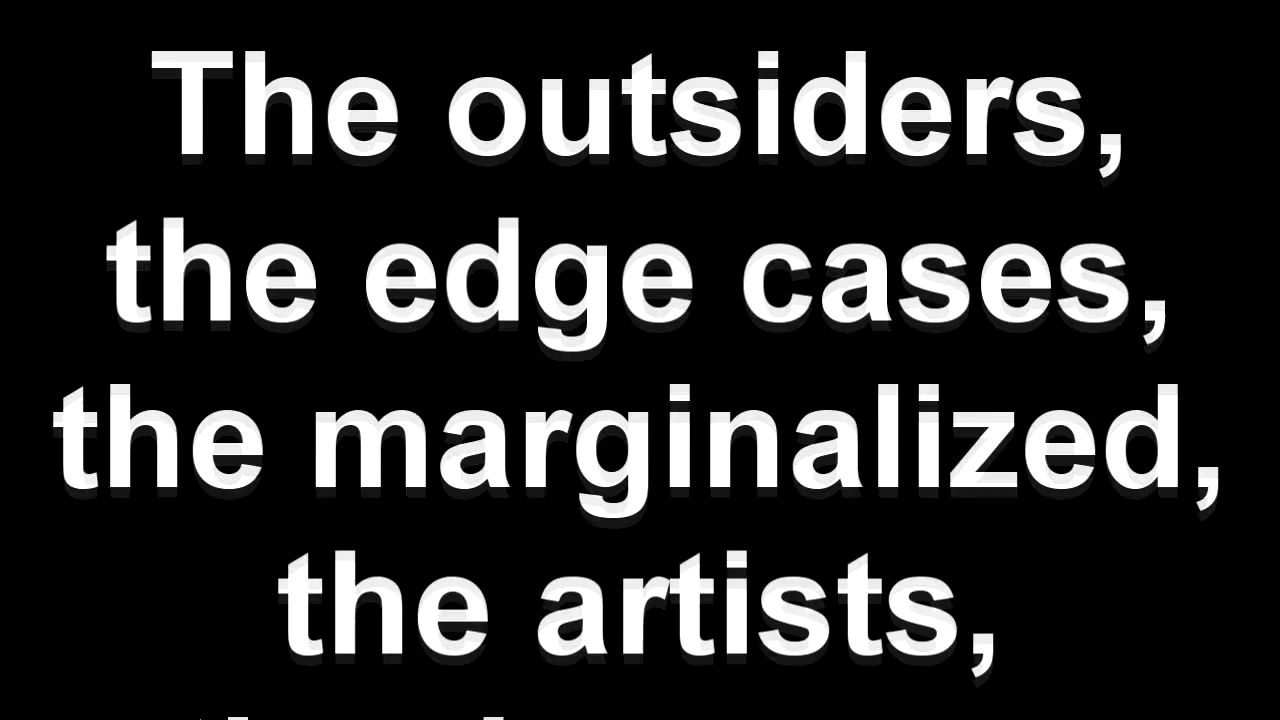 The outsiders,
the edge cases,
the marginalized,
the artists,